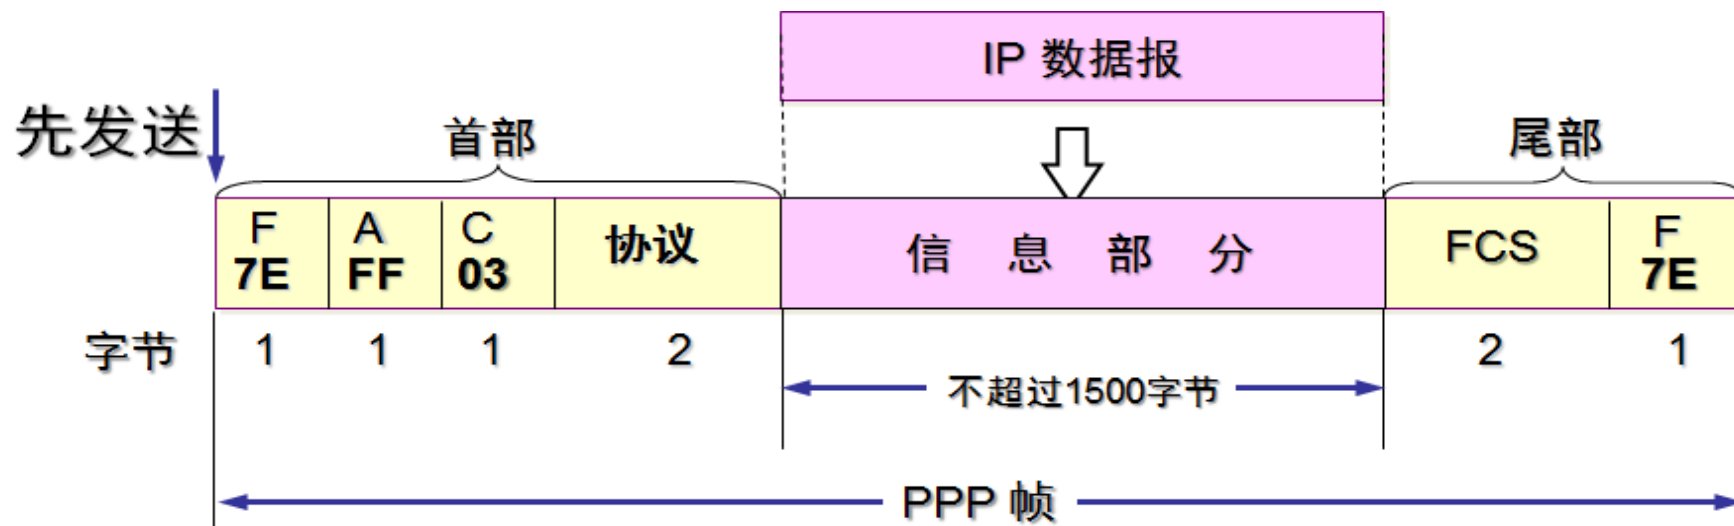 IP 数据报
先发送
首部
尾部
F A C 协议 信 息 部 分 FCS F
7E FF 03 7E
字节 1 1 1 2 2 1
不超过1500字节
PPP 帧